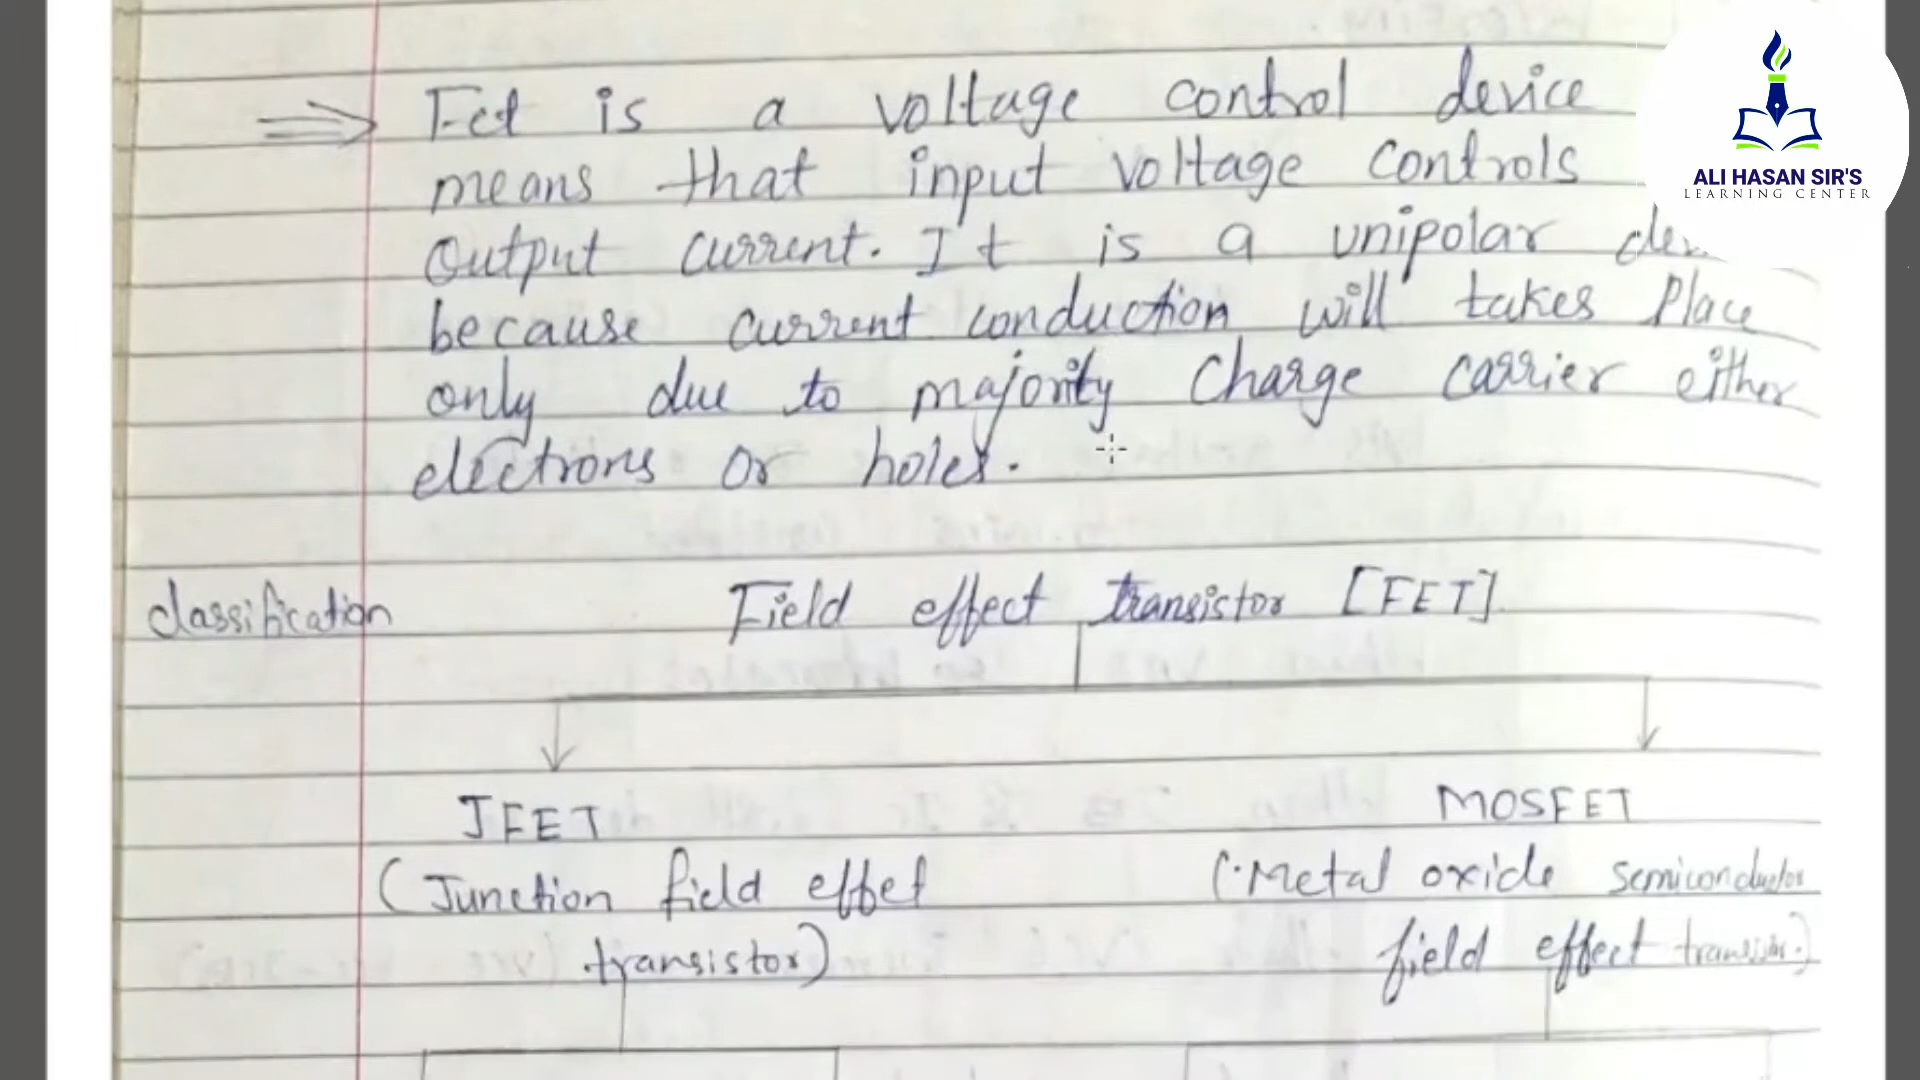 ⇒ Fet is a voltage control device
means that input voltage controls
output current. It is a unipolar
because current conduction will takes place
only due to majority charge carrier either
electrons or holes.
classification Field effect transistor [FET].
JFET MOSFET
(Junction field effet (Metal oxide semiconductor
transistor) field effect transistor.)
ALI HASAN SIR'S
LEARNING CENTER